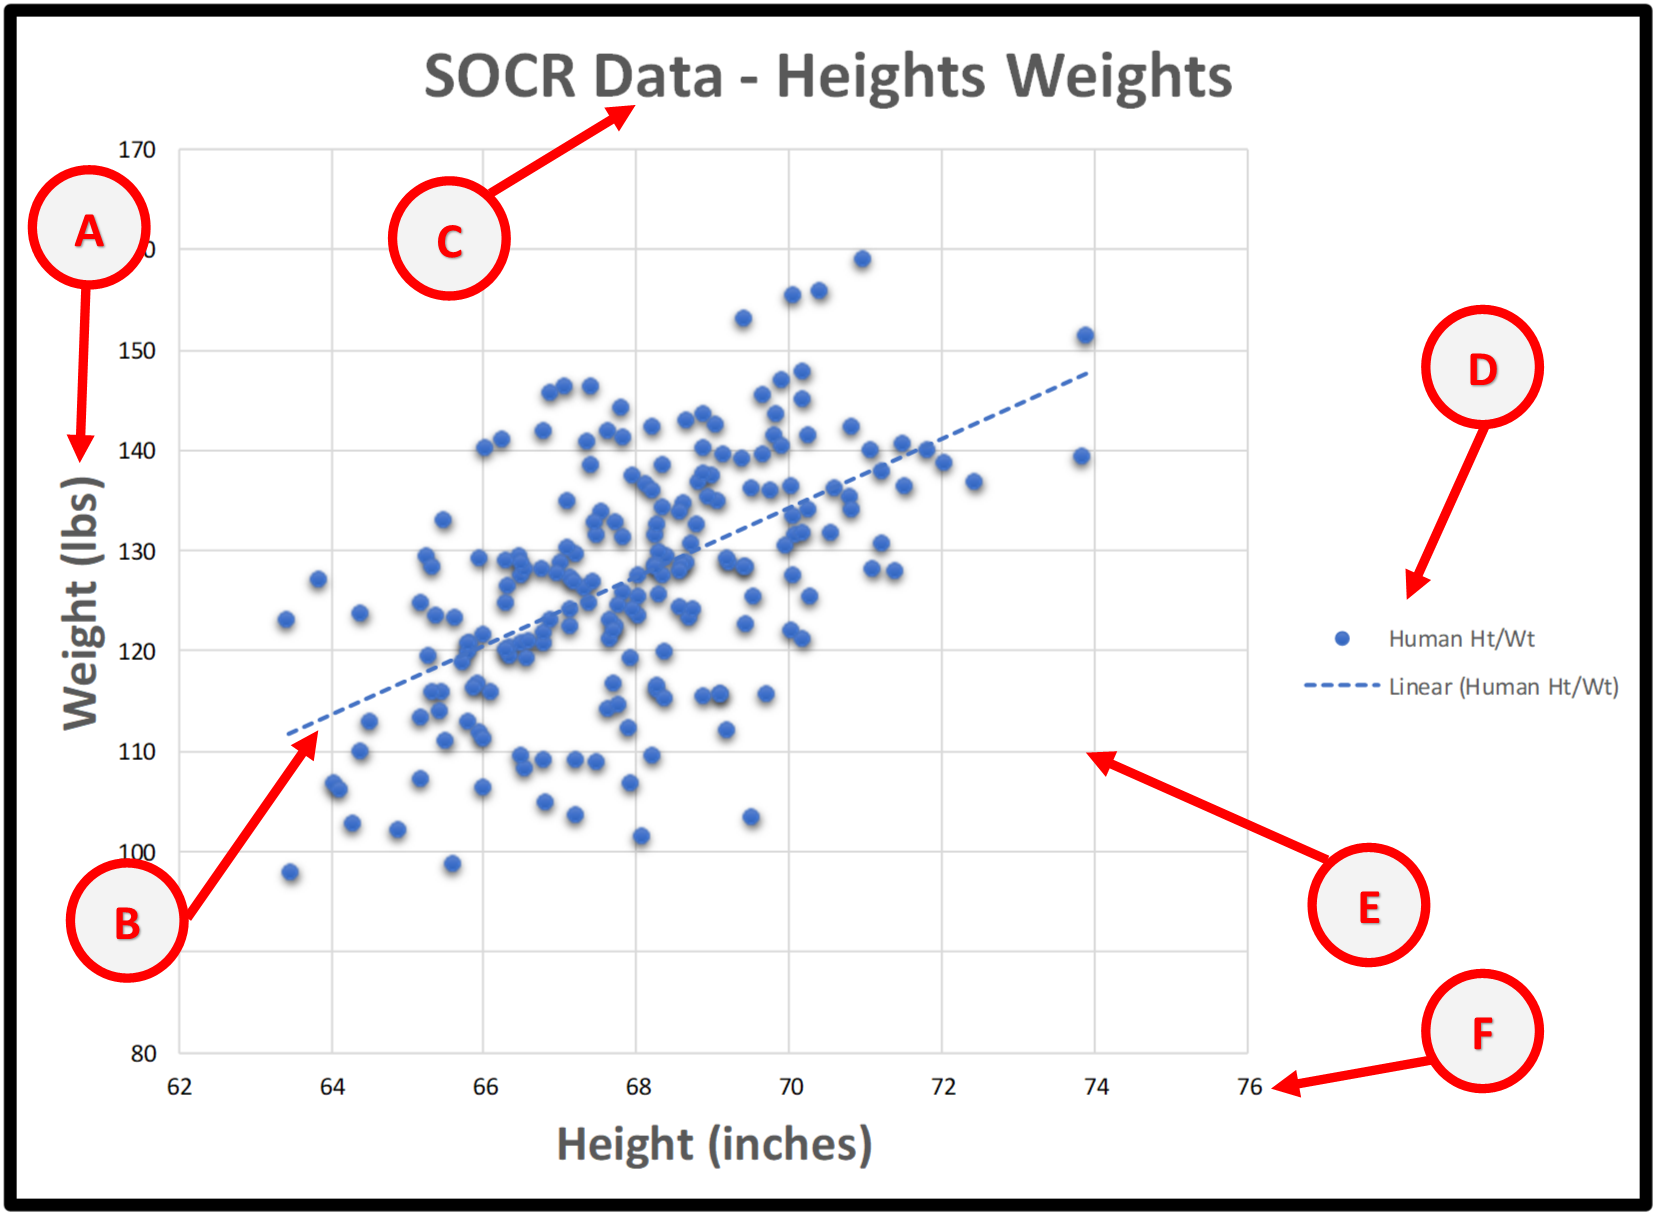 SOCR Data - Heights Weights
170
A
C
0
D
150
140
Weight (lbs)
130
120
Human Ht/Wt
Linear (Human Ht/Wt)
110
100
B
E
F
80
62 64 66 68 70 72 74 76
Height (inches)